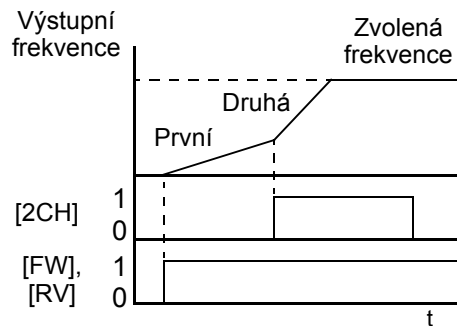 Výstupní
frekvence
Zvolená
frekvence
Druhá
První
[2CH]
1
0
[FW],
[RV]
1
0
t